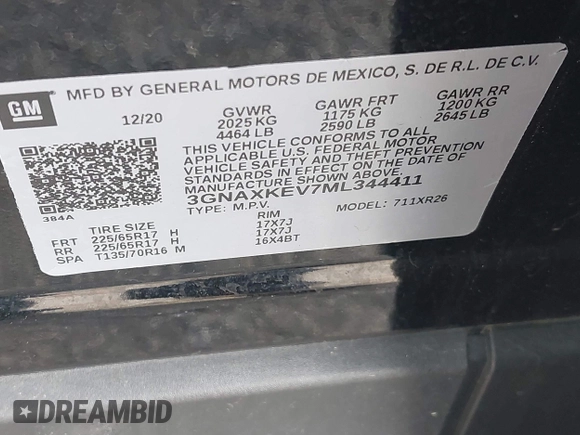 GM
MFD BY GENERAL MOTORS DE MEXICO, S. DE R.L. DE C.V.
12/20 GVWR GAWR FRT GAWR RR
2025 KG 1175 KG 1200 KG
4464 LB 2590 LB 2645 LB
THIS VEHICLE CONFORMS TO ALL
APPLICABLE U.S. FEDERAL MOTOR
VEHICLE SAFETY AND THEFT PREVENTION
STANDARDS IN EFFECT ON THE DATE OF
MANUFACTURE SHOWN ABOVE.
3GNAXKEV7ML344411
TYPE: M.P.V. MODEL: 711XR26
384A
TIRE SIZE RIM
FRT 225/65R17 H 17X7J
RR 225/65R17 H 17X7J
SPA T135/70R16 M 16X4BT
DREAMBID